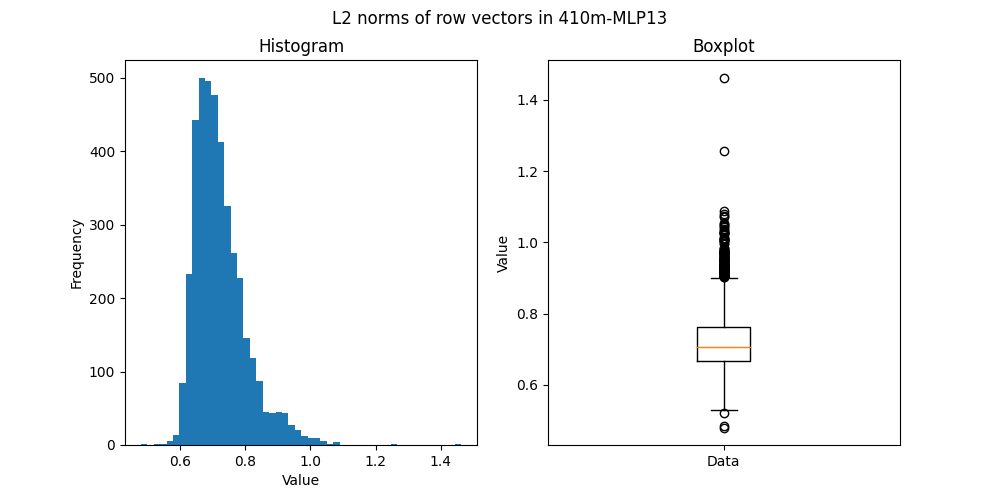 L2 norms of row vectors in 410m-MLP13
Histogram
Frequency
500
400
300
200
100
0
0.6 0.8 1.0 1.2 1.4
Value
Boxplot
Value
1.4
1.2
1.0
0.8
0.6
Data